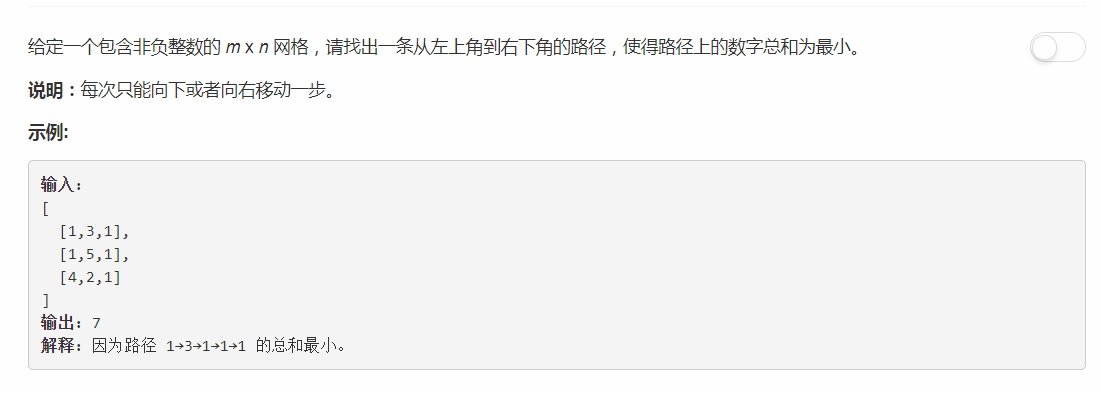 给定一个包含非负整数的 m x n 网格，请找出一条从左上角到右下角的路径，使得路径上的数字总和为最小。
说明：每次只能向下或者向右移动一步。
示例:
输入:
[
  [1,3,1],
  [1,5,1],
  [4,2,1]
]
输出: 7
解释: 因为路径 1→3→1→1→1 的总和最小。